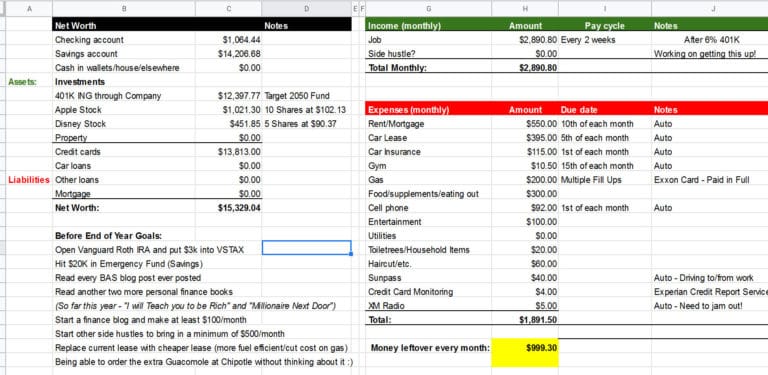 A B C D E F G H I J
Net Worth Notes
Checking account $1,064.44
Savings account $14,206.68
Cash in wallets/house/elsewhere $0.00
Assets: Investments
401K ING through Company $12,397.77 Target 2050 Fund
Apple Stock $1,021.30 10 Shares at $102.13
Disney Stock $451.85 5 Shares at $90.37
Property $0.00
Credit cards $13,813.00
Car loans $0.00
Liabilities Other loans $0.00
Mortgage $0.00
Net Worth: $15,329.04
Before End of Year Goals:
Open Vanguard Roth IRA and put $3k into VSTAX
Hit $20K in Emergency Fund (Savings)
Read every BAS blog post ever posted
Read another two more personal finance books
(So far this year - "I will Teach you to be Rich" and "Millionaire Next Door")
Start a finance blog and make at least $100/month
Start other side hustles to bring in a minimum of $500/month
Replace current lease with cheaper lease (more fuel efficient/cut cost on gas)
Being able to order the extra Guacomole at Chipotle without thinking about it :)
Income (monthly) Amount Pay cycle Notes
Job $2,890.80 Every 2 weeks After 6% 401K
Side hustle? $0.00 Working on getting this up!
Total Monthly: $2,890.80
Expenses (monthly) Amount Due date Notes
Rent/Mortgage $550.00 10th of each month Auto
Car Lease $395.00 5th of each month Auto
Car Insurance $115.00 1st of each month Auto
Gym $10.50 15th of each month Auto
Gas $200.00 Multiple Fill Ups Exxon Card - Paid in Full
Food/supplements/eating out $300.00
Cell phone $92.00 1st of each month Auto
Entertainment $100.00
Utilities $0.00
Toiletrees/Household Items $20.00
Haircut/etc. $60.00
Sunpass $40.00 Auto - Driving to/from work
Credit Card Monitoring $4.00 Experian Credit Report Service
XM Radio $5.00 Auto - Need to jam out!
Total: $1,891.50
Money leftover every month: $999.30